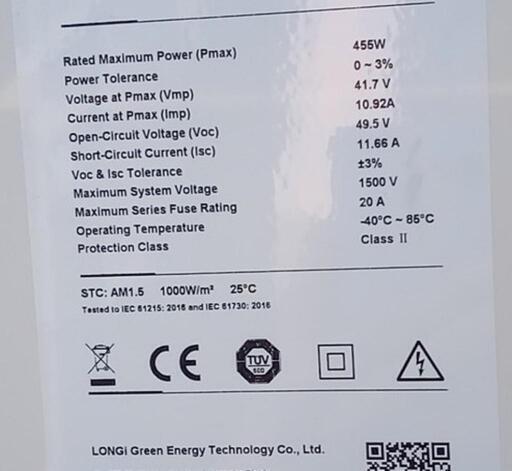 Rated Maximum Power (Pmax) 455W
Power Tolerance 0 ~ 3%
Voltage at Pmax (Vmp) 41.7 V
Current at Pmax (Imp) 10.92A
Open-Circuit Voltage (Voc) 49.5 V
Short-Circuit Current (Isc) 11.66 A
Voc & Isc Tolerance ±3%
Maximum System Voltage 1500 V
Maximum Series Fuse Rating 20 A
Operating Temperature -40°C ~ 85°C
Protection Class Class II
STC: AM1.5 1000W/m² 25°C
Tested to IEC 61215: 2016 and IEC 61730: 2016
CE
TUV
SUD
LONGi Green Energy Technology Co., Ltd.